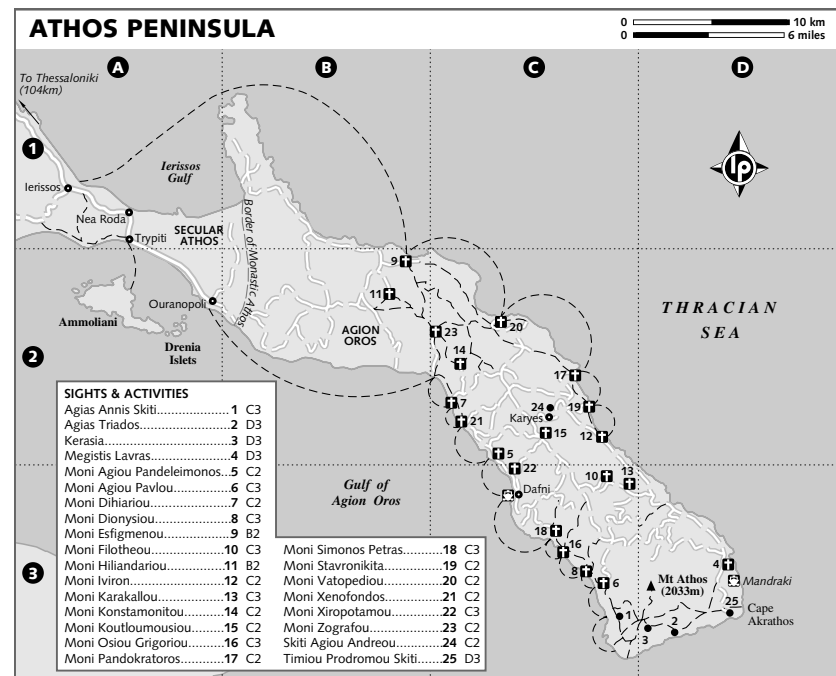 ATHOS PENINSULA
0 10 km
0 6 miles
A B C D
To Thessaloniki
(104km)
1
Ierissos
Gulf
lp
Ierissos
Nea Roda
SECULAR
ATHOS
Trypiti
Border of Monastic Athos
9
11
Ouranopoli
Ammoliani
Drenia
Islets
AGION
OROS
20
23
THRACIAN
SEA
2
14
17
7
24
19
Karyes
21
15
12
5
22
10
13
Gulf of
Agion Oros
Dafni
18
16
3
8
6
4
Mt Athos
(2033m)
Mandraki
25
Cape
Akrathos
1
3
2
SIGHTS & ACTIVITIES
Agias Annis Skiti 1 C3
Agias Triados 2 D3
Kerasia 3 D3
Megistis Lavras 4 D3
Moni Agiou Pandeleimonos 5 C2
Moni Agiou Pavlou 6 C3
Moni Dihiariou 7 C2
Moni Dionysiou 8 C3
Moni Esfigmenou 9 B2
Moni Filotheou 10 C3
Moni Hiliandariou 11 B2
Moni Iviron 12 C2
Moni Karakallou 13 C3
Moni Konstamonitou 14 C2
Moni Koutloumousiou 15 C2
Moni Osiou Grigoriou 16 C3
Moni Pandokratoros 17 C2
Moni Simonos Petras 18 C3
Moni Stavronikita 19 C2
Moni Vatopediou 20 C2
Moni Xenofondos 21 C2
Moni Xiropotamou 22 C3
Moni Zografou 23 C2
Skiti Agiou Andreou 24 C2
Timiou Prodromou Skiti 25 D3